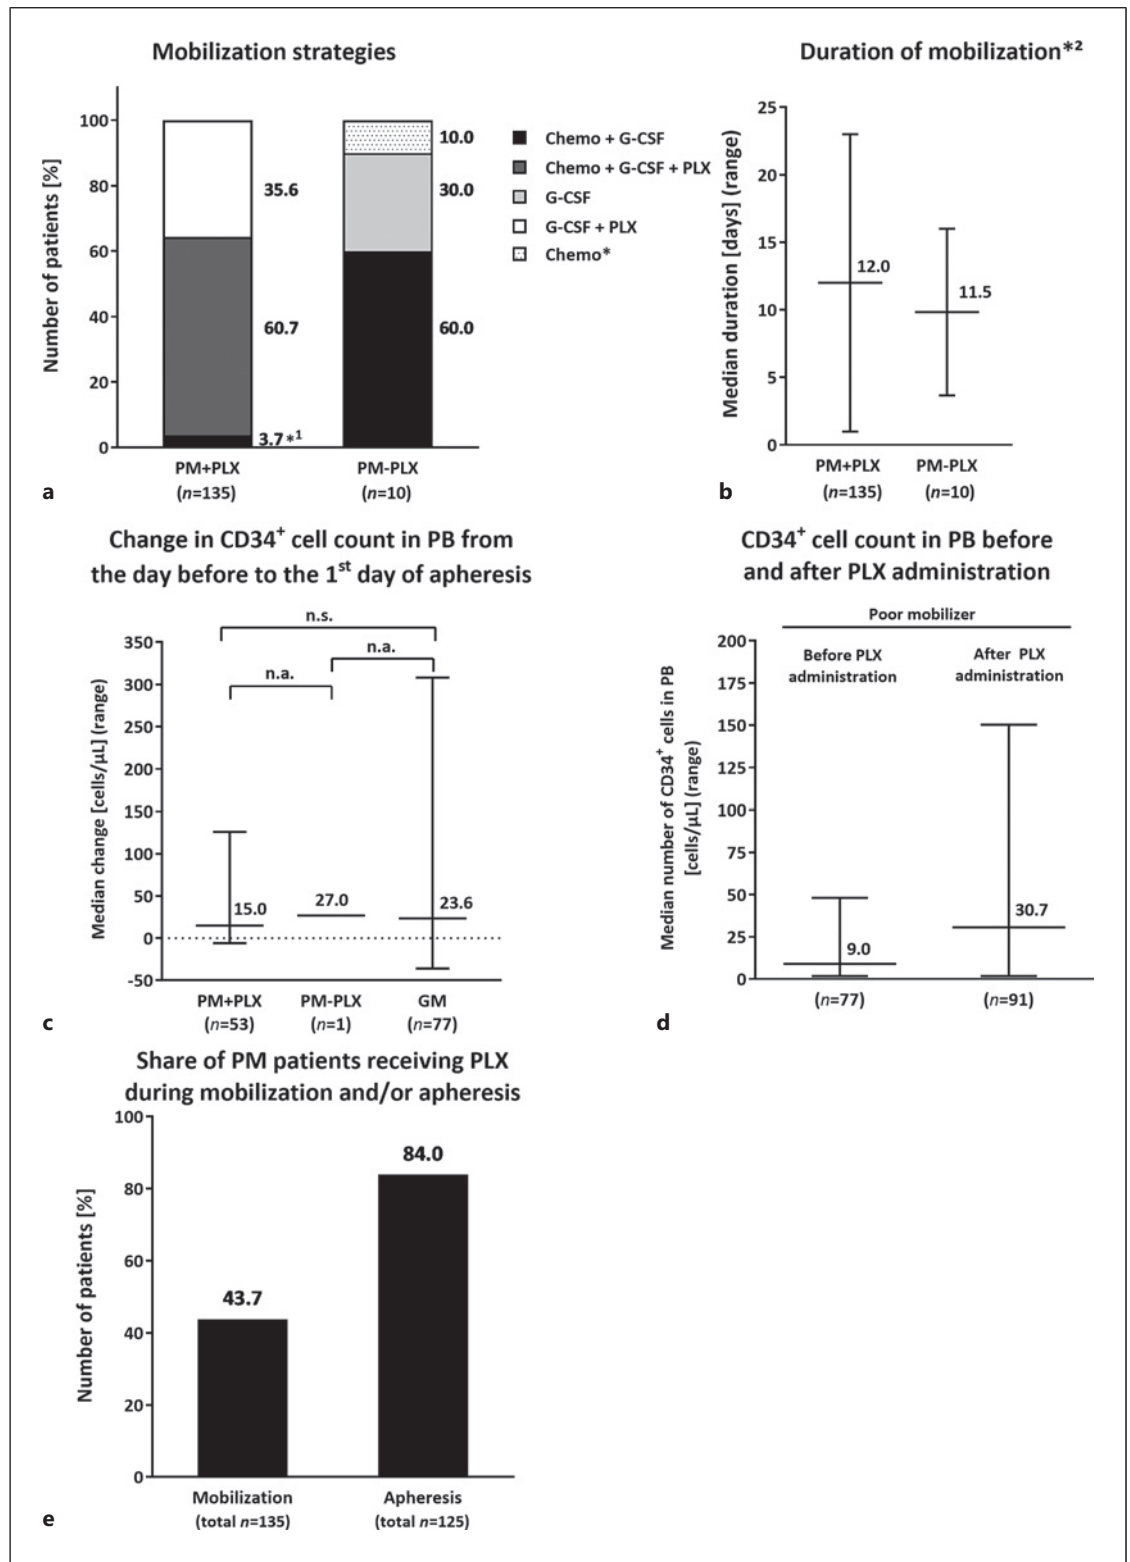 Mobilization strategies
Number of patients [%]
100
80
60
40
20
0
35.6
60.7
3.7*1
10.0
30.0
60.0
PM+PLX
(n=135)
PM-PLX
(n=10)
Chemo + G-CSF
Chemo + G-CSF + PLX
G-CSF
G-CSF + PLX
Chemo*
a
Duration of mobilization*2
Median duration [days] (range)
25
20
15
10
5
0
12.0
11.5
PM+PLX
(n=135)
PM-PLX
(n=10)
b
Change in CD34+ cell count in PB from
the day before to the 1st day of apheresis
Median change [cells/µL] (range)
350
300
250
200
150
100
50
0
-50
n.s.
n.a.
n.a.
15.0
27.0
23.6
PM+PLX
(n=53)
PM-PLX
(n=1)
GM
(n=77)
c
CD34+ cell count in PB before
and after PLX administration
Median number of CD34+ cells in PB
[cells/µL] (range)
200
175
150
125
100
75
50
25
0
Poor mobilizer
Before PLX
administration
After PLX
administration
9.0
30.7
(n=77)
(n=91)
d
Share of PM patients receiving PLX
during mobilization and/or apheresis
Number of patients [%]
100
80
60
40
20
0
43.7
84.0
Mobilization
(total n=135)
Apheresis
(total n=125)
e